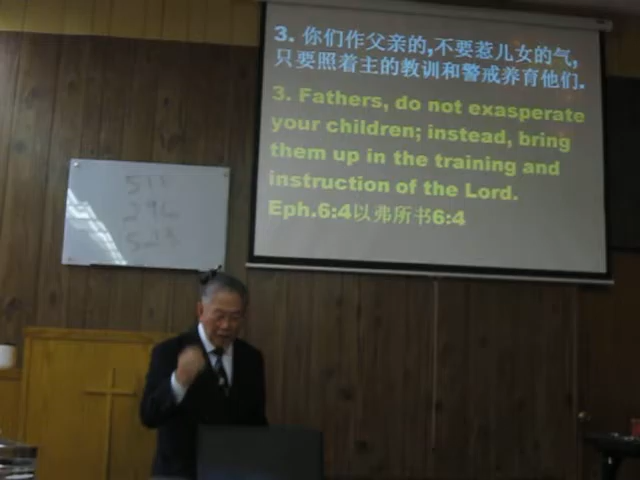 3. 你们作父亲的,不要惹儿女的气,
只要照着主的教训和警戒养育他们.
3. Fathers, do not exasperate
your children; instead, bring
them up in the training and
instruction of the Lord.
Eph.6:4以弗所书6:4